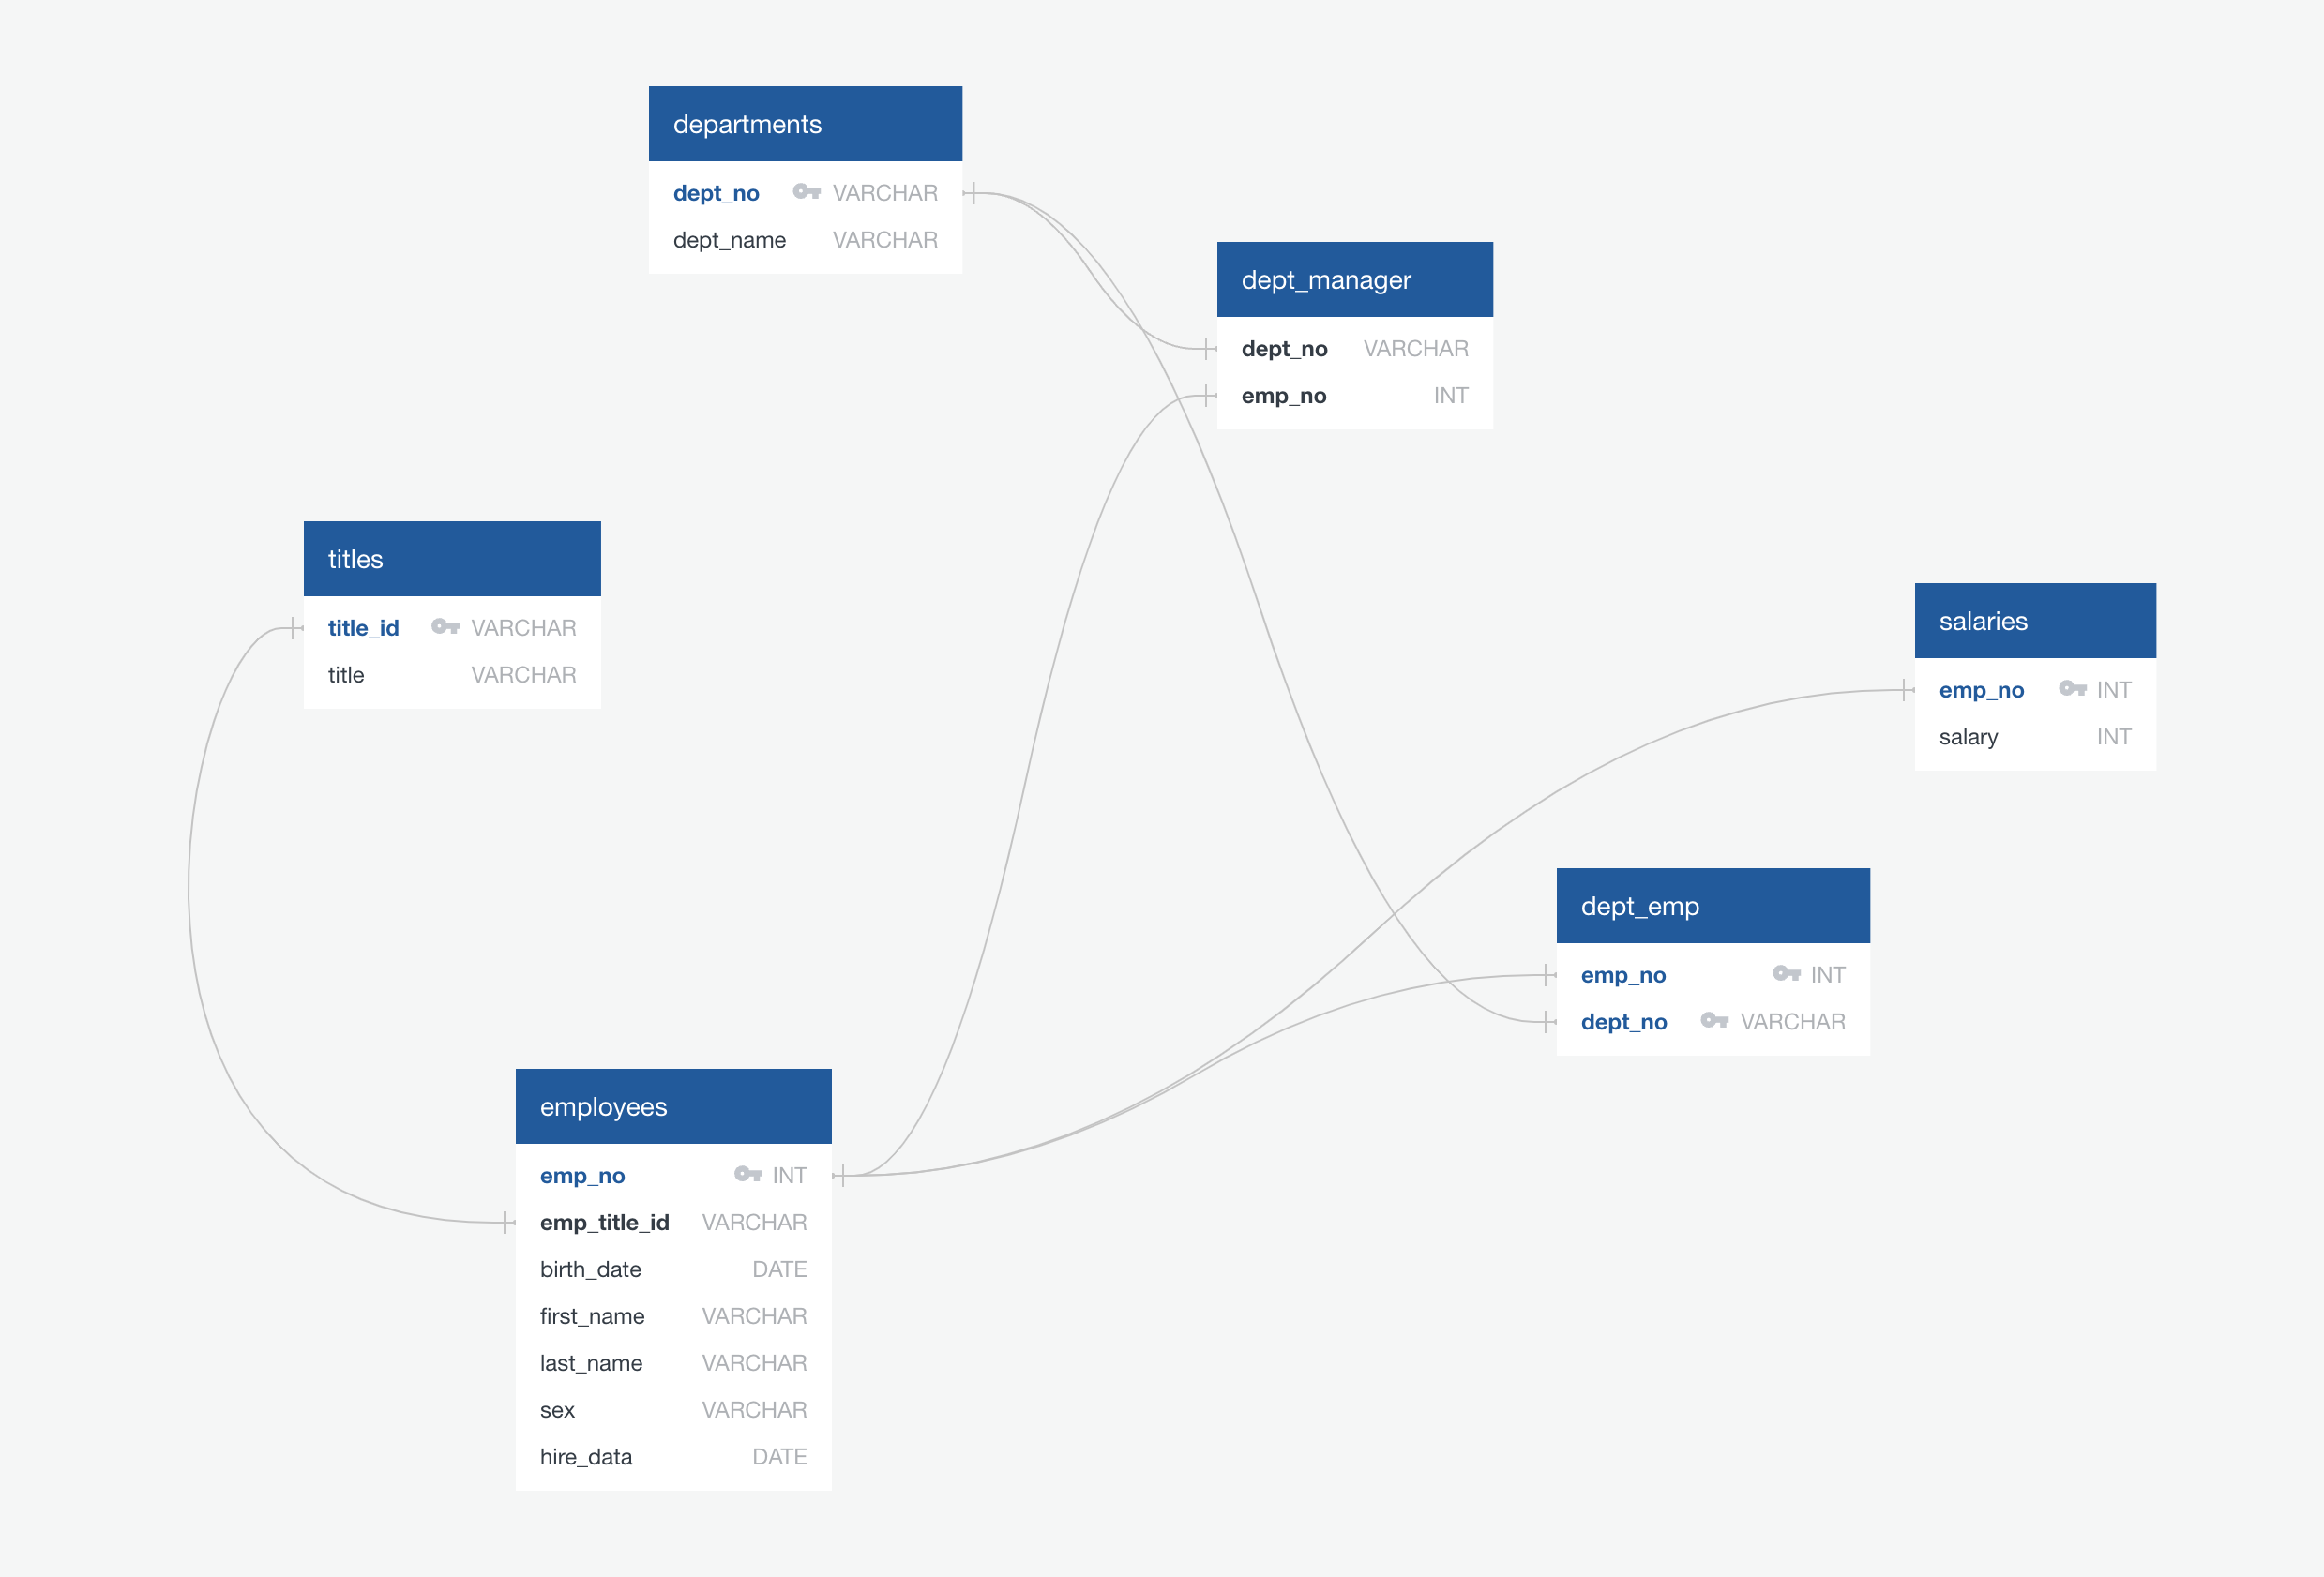 departments
dept_no VARCHAR
dept_name VARCHAR
dept_manager
dept_no VARCHAR
emp_no INT
titles
title_id VARCHAR
title VARCHAR
salaries
emp_no INT
salary INT
dept_emp
emp_no INT
dept_no VARCHAR
employees
emp_no INT
emp_title_id VARCHAR
birth_date DATE
first_name VARCHAR
last_name VARCHAR
sex VARCHAR
hire_data DATE